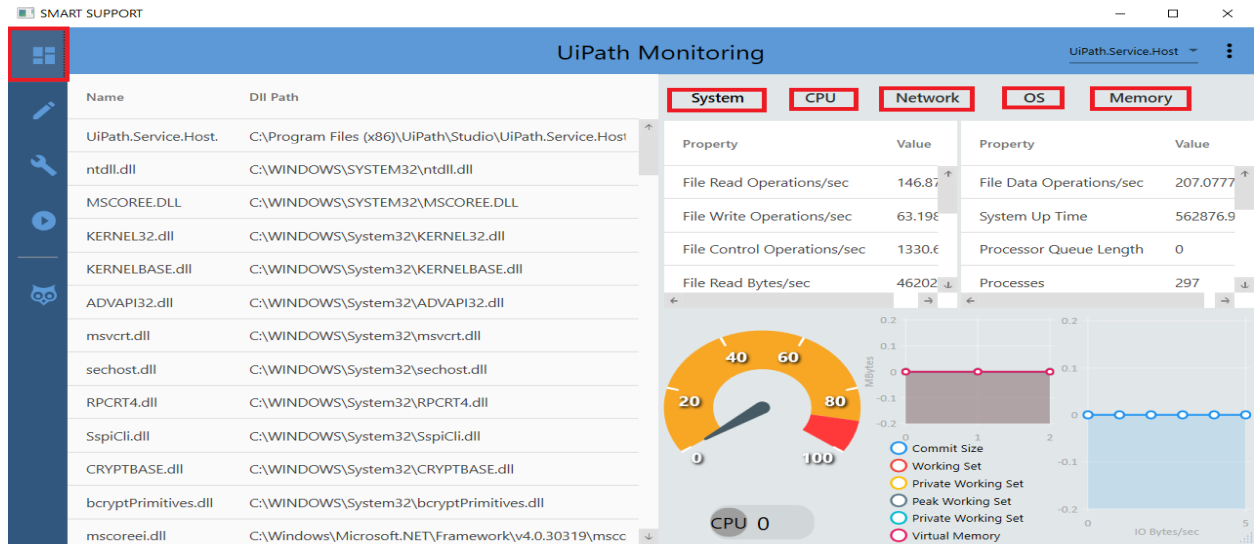 SMART SUPPORT
UiPath Monitoring
UiPath.Service.Host
Name Dll Path
UiPath.Service.Host. C:\Program Files (x86)\UiPath\Studio\UiPath.Service.Host
ntdll.dll C:\WINDOWS\SYSTEM32\ntdll.dll
MSCOREE.DLL C:\WINDOWS\SYSTEM32\MSCOREE.DLL
KERNEL32.dll C:\WINDOWS\System32\KERNEL32.dll
KERNELBASE.dll C:\WINDOWS\System32\KERNELBASE.dll
ADVAPI32.dll C:\WINDOWS\System32\ADVAPI32.dll
msvcrt.dll C:\WINDOWS\System32\msvcrt.dll
sechost.dll C:\WINDOWS\System32\sechost.dll
RPCRT4.dll C:\WINDOWS\System32\RPCRT4.dll
SspiCli.dll C:\WINDOWS\System32\SspiCli.dll
CRYPTBASE.dll C:\WINDOWS\System32\CRYPTBASE.dll
bcryptPrimitives.dll C:\WINDOWS\System32\bcryptPrimitives.dll
mscoreei.dll C:\Windows\Microsoft.NET\Framework\v4.0.30319\mscc
System CPU Network OS Memory
Property Value
File Read Operations/sec 146.87
File Write Operations/sec 63.198
File Control Operations/sec 1330.6
File Read Bytes/sec 46202
Property Value
File Data Operations/sec 207.0777
System Up Time 562876.9
Processor Queue Length 0
Processes 297
0 20 40 60 80 100
CPU 0
MBytes
0.2
0.1
0
-0.1
-0.2
0 1 2
Commit Size
Working Set
Private Working Set
Peak Working Set
Private Working Set
Virtual Memory
0.2
0.1
0
-0.1
-0.2
0 5
IO Bytes/sec